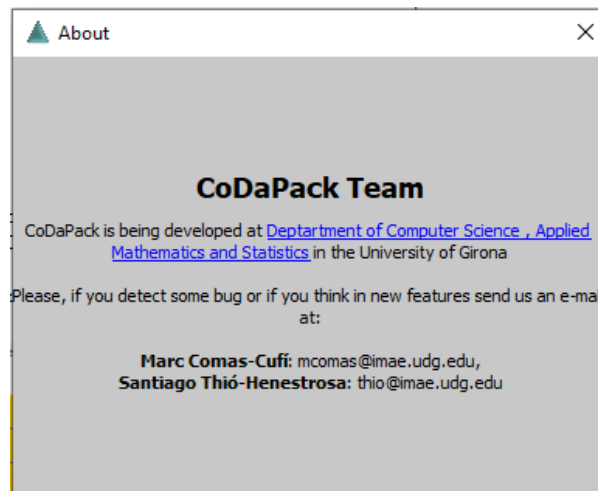 About
CoDaPack Team
CoDaPack is being developed at Deptartment of Computer Science , Applied
Mathematics and Statistics in the University of Girona
Please, if you detect some bug or if you think in new features send us an e-mai
at:
Marc Comas-Cufí: mcomas@imae.udg.edu,
Santiago Thió-Henestrosa: thio@imae.udg.edu